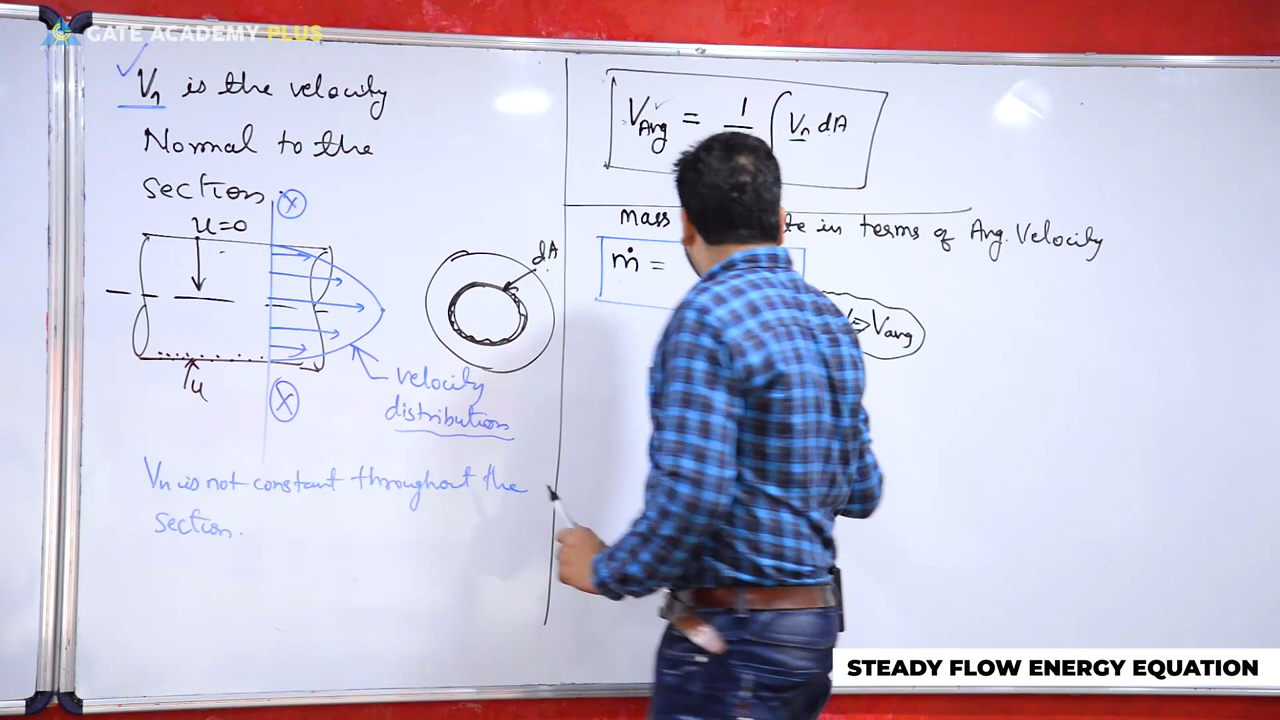 GATE ACADEMY PLUS
Vn is the velocity
Normal to the
section.
X
u=0
dA
u
X
velocity
distribution
Vn is not constant throughout the
section.
VAvg = 1 ∫ Vn dA
mass in terms of Avg. Velocity
ṁ =
⇒ Vavg
STEADY FLOW ENERGY EQUATION